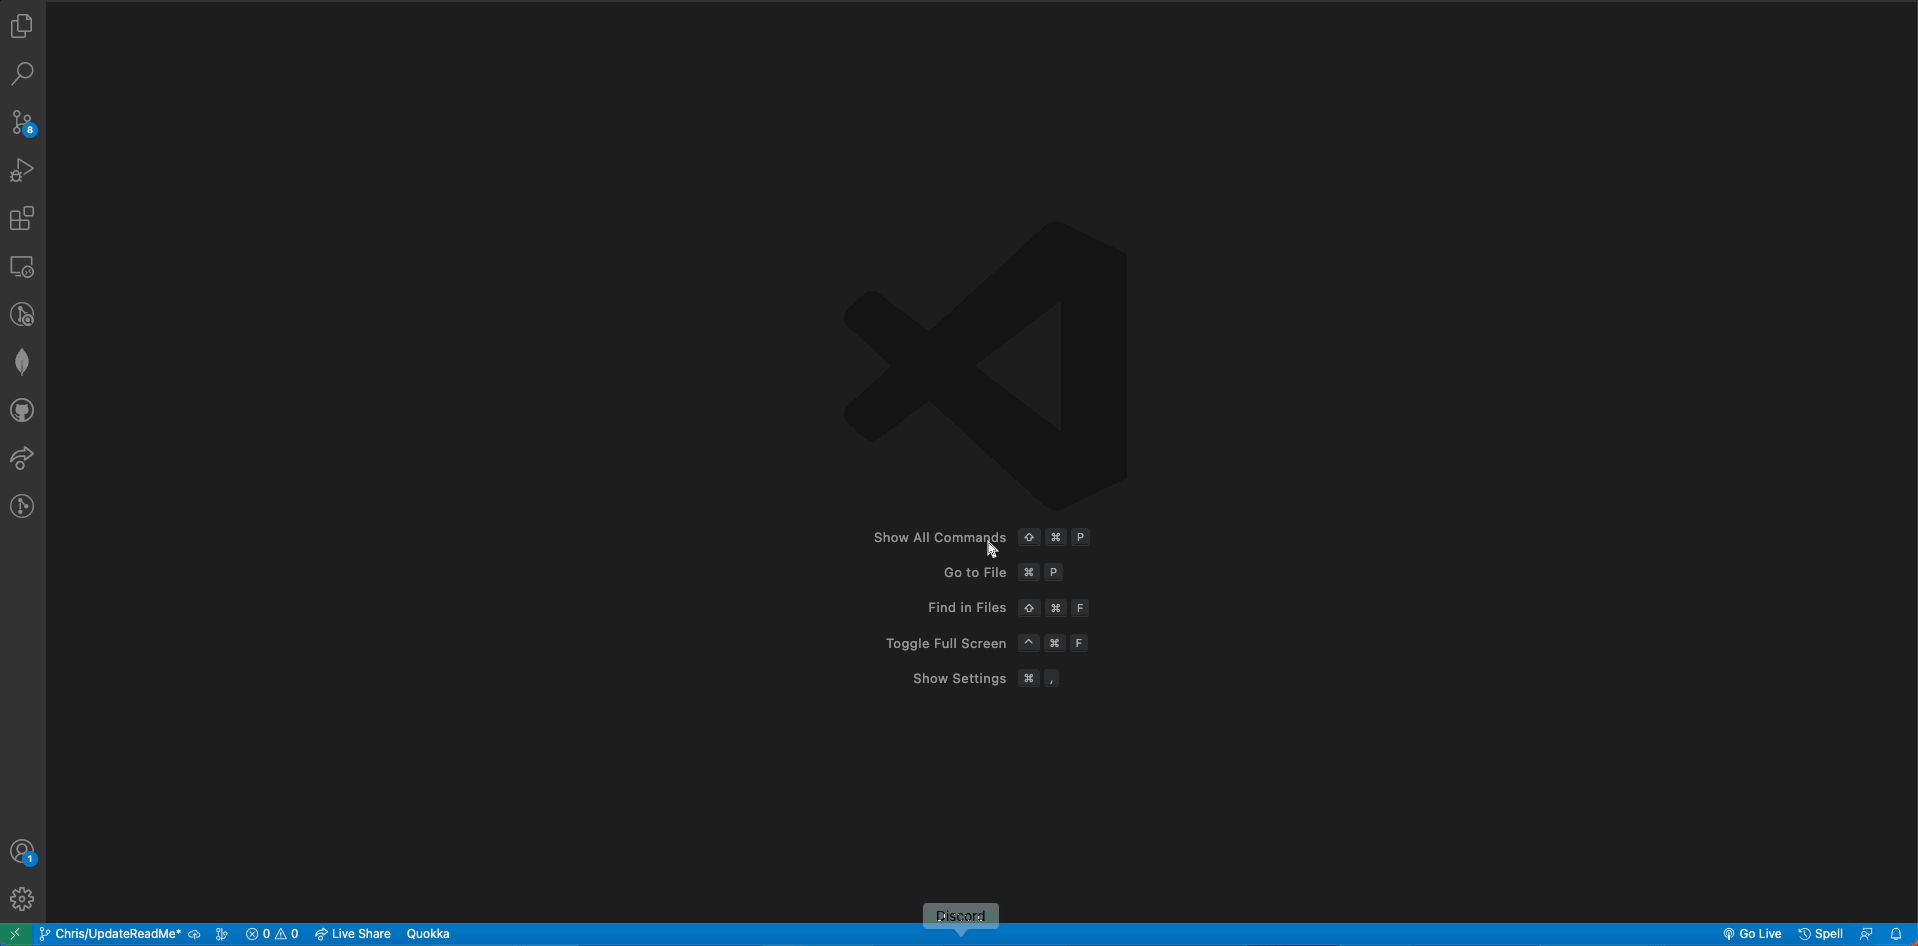 8
Show All Commands ⇧ ⌘ P
Go to File ⌘ P
Find in Files ⇧ ⌘ F
Toggle Full Screen ^ ⌘ F
Show Settings ⌘ ,
1
Discord
Chris/UpdateReadMe* 0 0 Live Share Quokka Go Live Spell